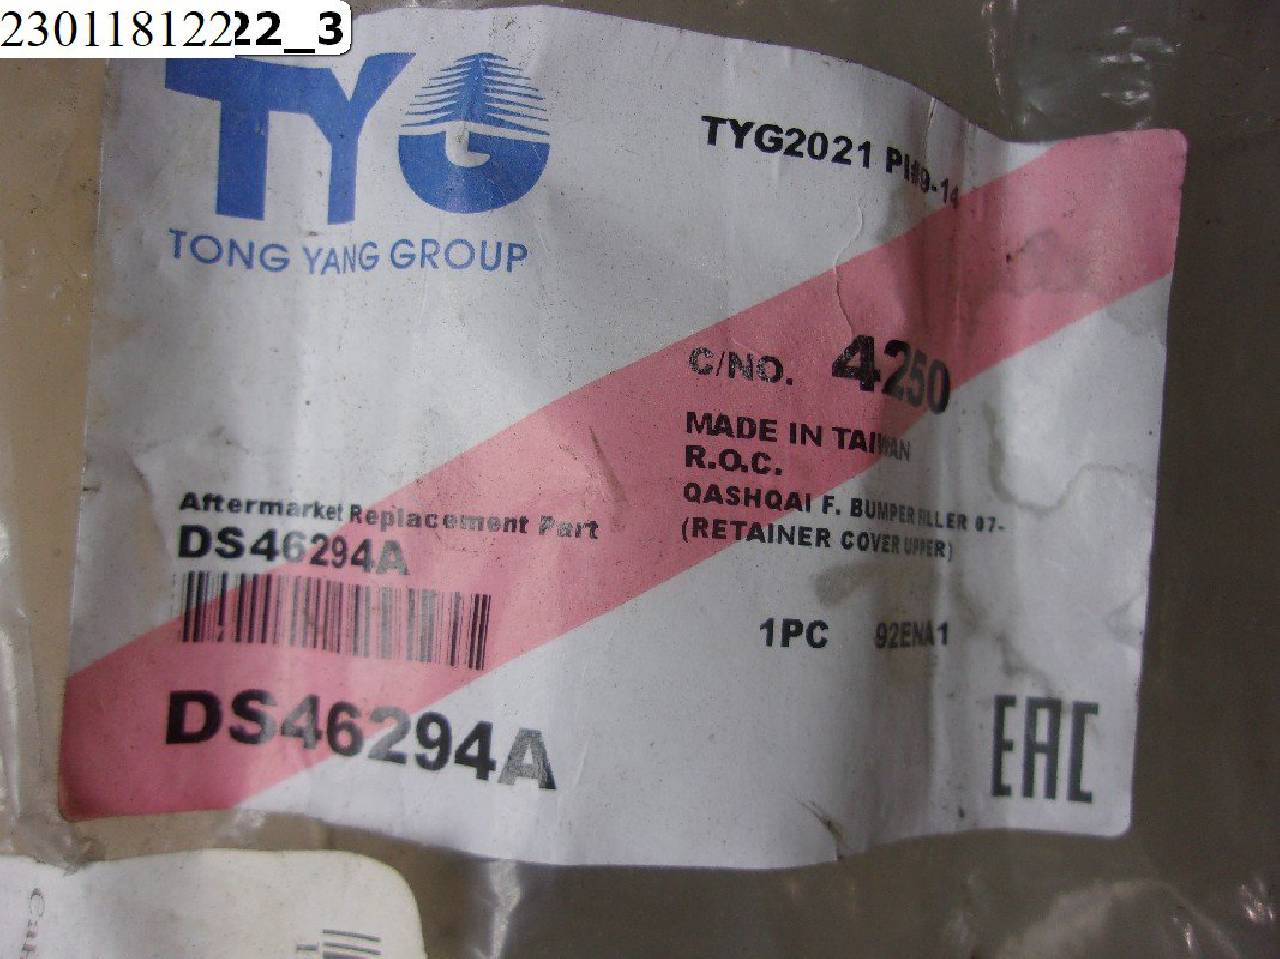 23011812222_3
TYG
TONG YANG GROUP
TYG2021 PI#9-14
C/NO. 4250
MADE IN TAIWAN
R.O.C.
QASHQAI F. BUMPER FILLER 07-
(RETAINER COVER UPPER)
Aftermarket Replacement Part
DS46294A
1PC 92ENA1
DS46294A
EAC